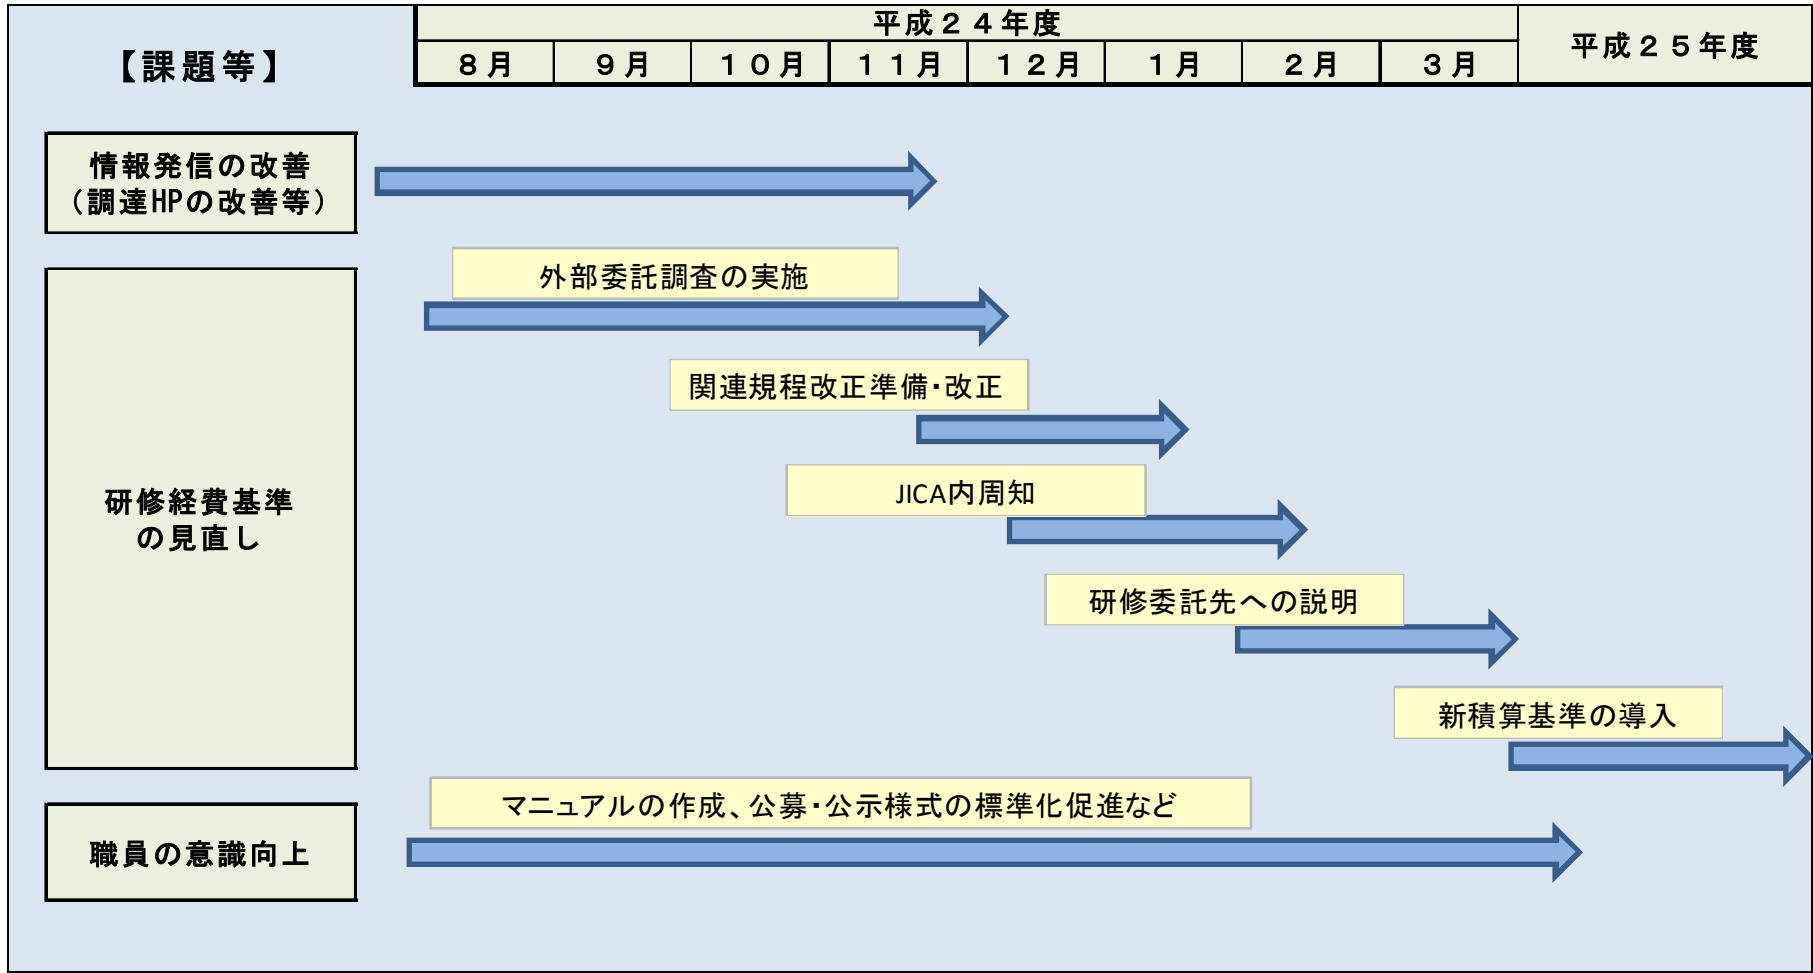 【課題等】
平成２４年度
平成２５年度
８月
９月
１０月
１１月
１２月
１月
２月
３月
情報発信の改善
（調達HPの改善等）
外部委託調査の実施
関連規程改正準備・改正
JICA内周知
研修経費基準
の見直し
研修委託先への説明
新積算基準の導入
マニュアルの作成、公募・公示様式の標準化促進など
職員の意識向上